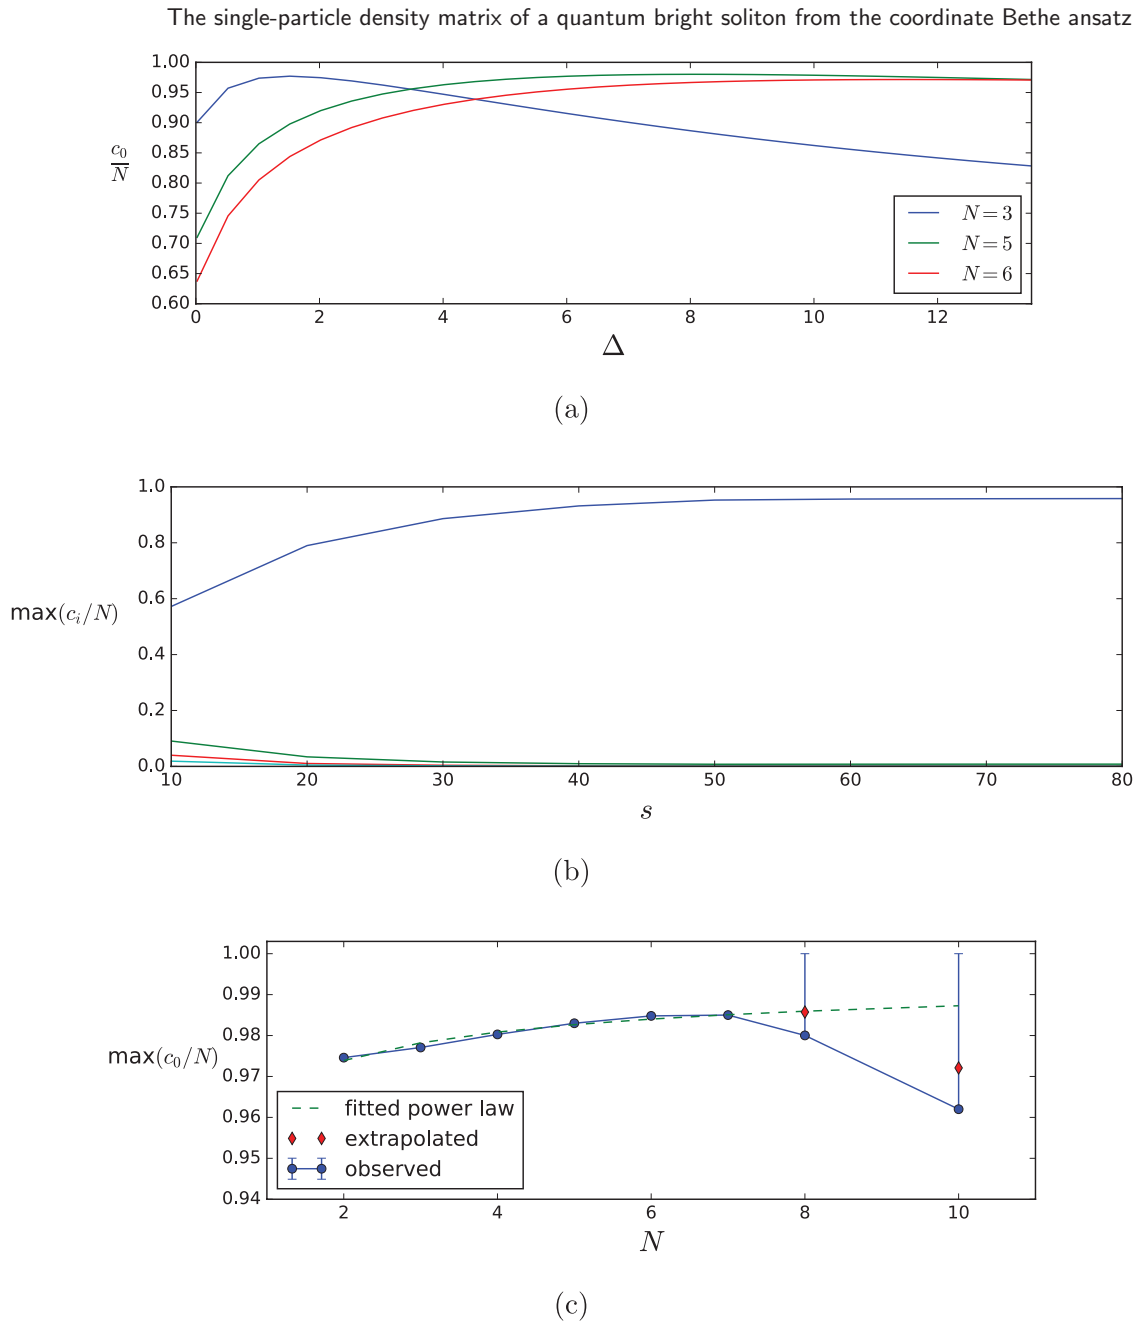 The single-particle density matrix of a quantum bright soliton from the coordinate Bethe ansatz
1.00
0.95
0.90
0.85
0.80
0.75
0.70
0.65
0.60
c₀/N
0 2 4 6 8 10 12
Δ
N = 3
N = 5
N = 6
(a)
1.0
0.8
0.6
0.4
0.2
0.0
max(cᵢ/N)
10 20 30 40 50 60 70 80
s
(b)
1.00
0.99
0.98
0.97
0.96
0.95
0.94
max(c₀/N)
fitted power law
extrapolated
observed
2 4 6 8 10
N
(c)